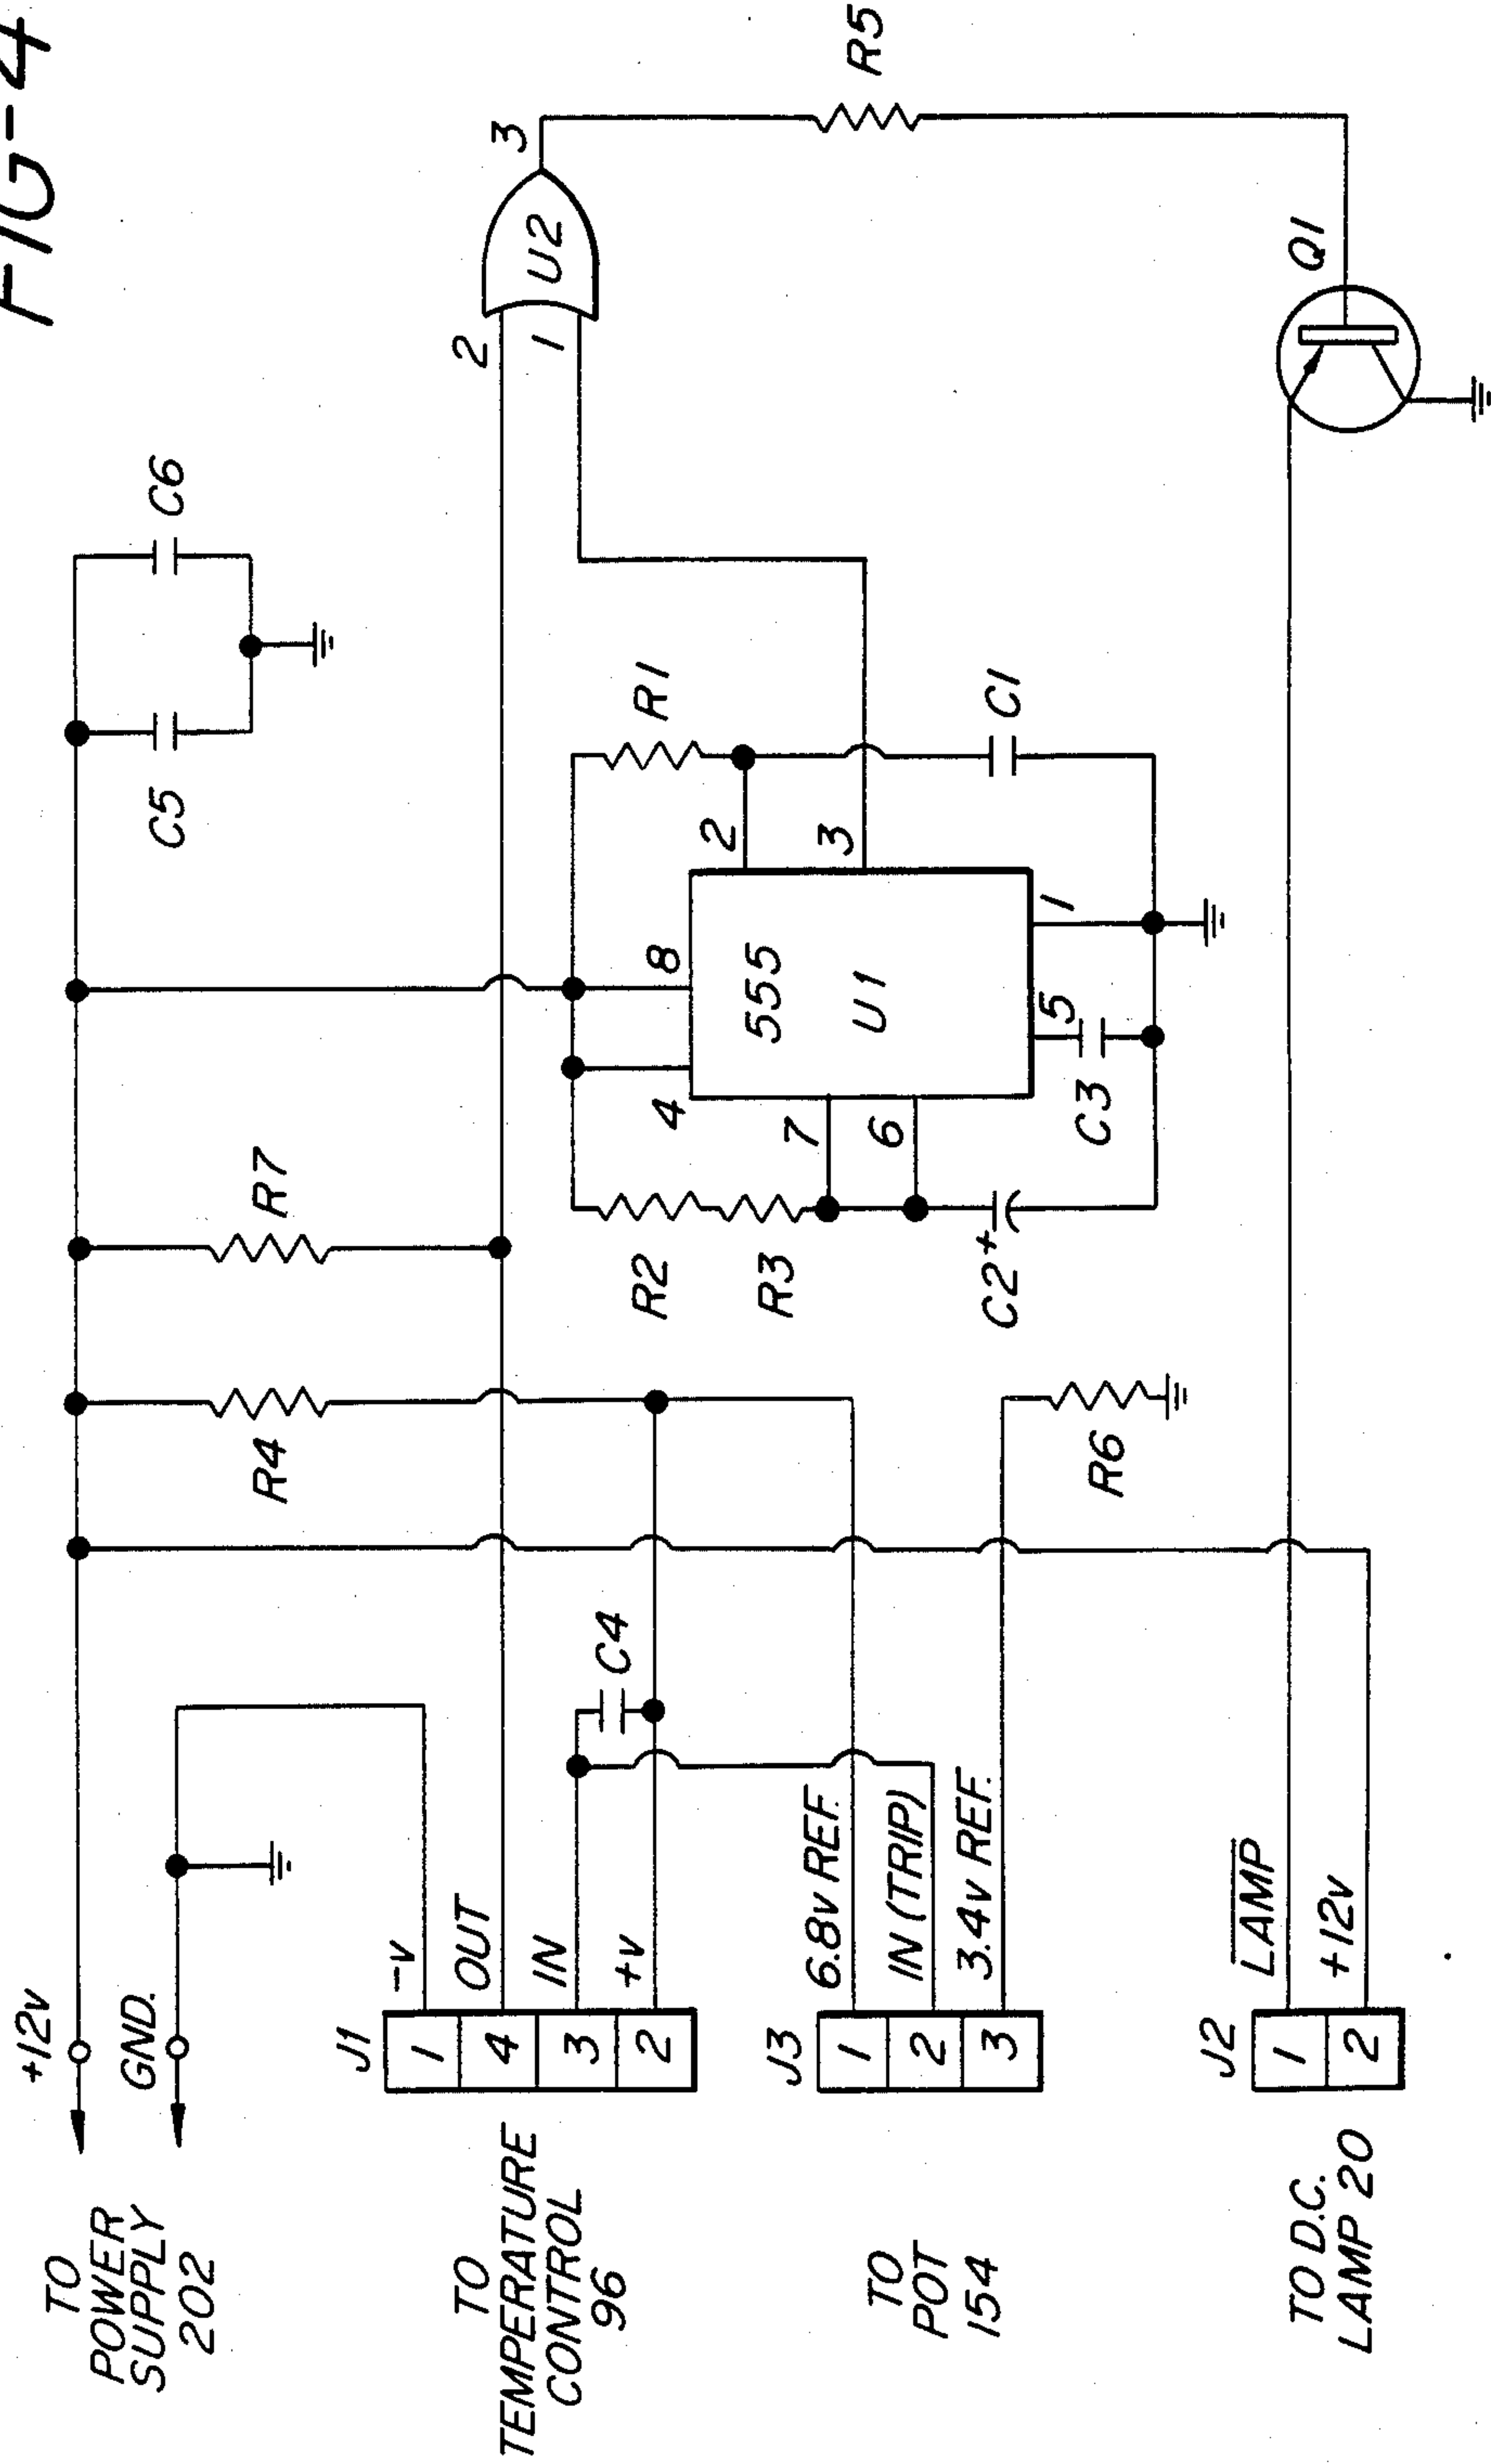 FIG-4
+12v
GND.
TO
POWER
SUPPLY
202
C5
C6
R7
R4
J1
1
4
3
2
-v
OUT
IN
+v
TO
TEMPERATURE
CONTROL
96
C4
2
1
U2
3
R5
R1
R2
R3
8
4
2
3
7
6
5
1
555
U1
C1
C2
+
C3
R6
J3
1
2
3
6.8v REF.
IN (TRIP)
3.4v REF.
TO
POT
154
Q1
J2
1
2
LAMP
+12v
TO D.C.
LAMP 20